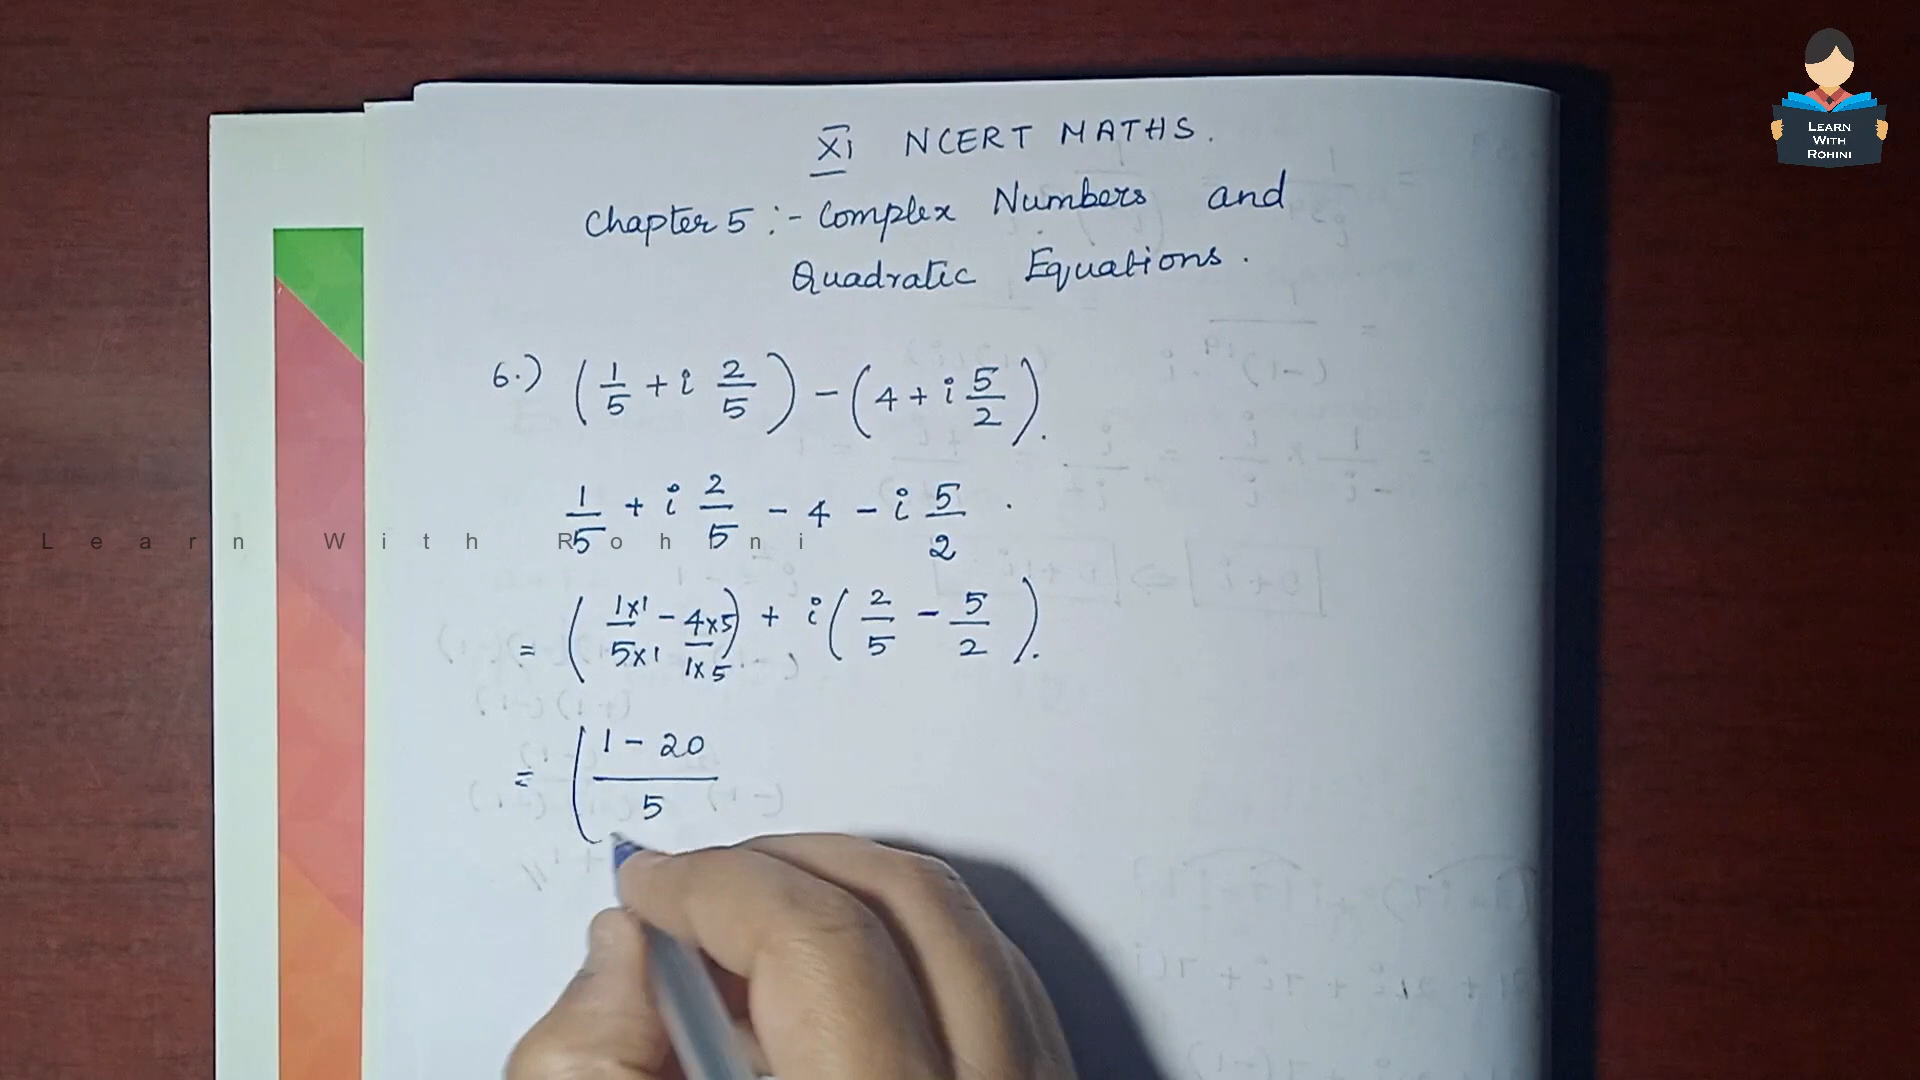 LEARN
WITH
ROHINI
XI NCERT MATHS.
Chapter 5 :- Complex Numbers and
Quadratic Equations.
6.) (1/5 + i 2/5) - (4 + i 5/2).
1/5 + i 2/5 - 4 - i 5/2 .
Learn With Rohini
= (1x1/5x1 - 4x5/1x5) + i(2/5 - 5/2).
= (1 - 20/5